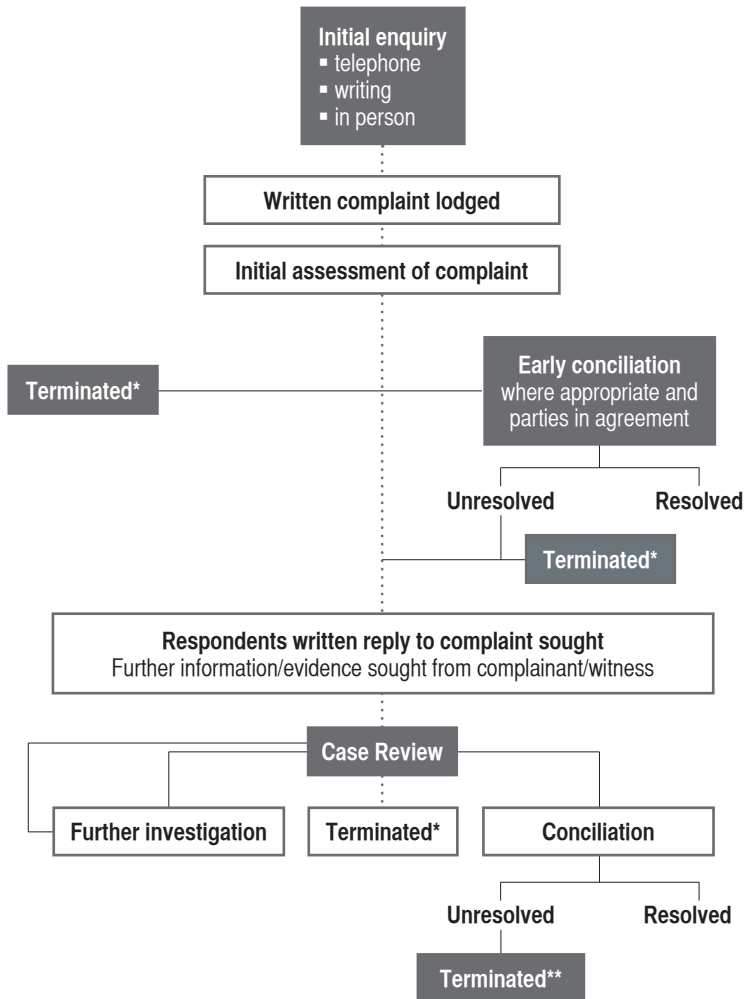 Initial enquiry
▪ telephone
▪ writing
▪ in person
Written complaint lodged
Initial assessment of complaint
Terminated*
Early conciliation
where appropriate and
parties in agreement
Unresolved
Resolved
Terminated*
Respondents written reply to complaint sought
Further information/evidence sought from complainant/witness
Case Review
Further investigation
Terminated*
Conciliation
Unresolved
Resolved
Terminated**